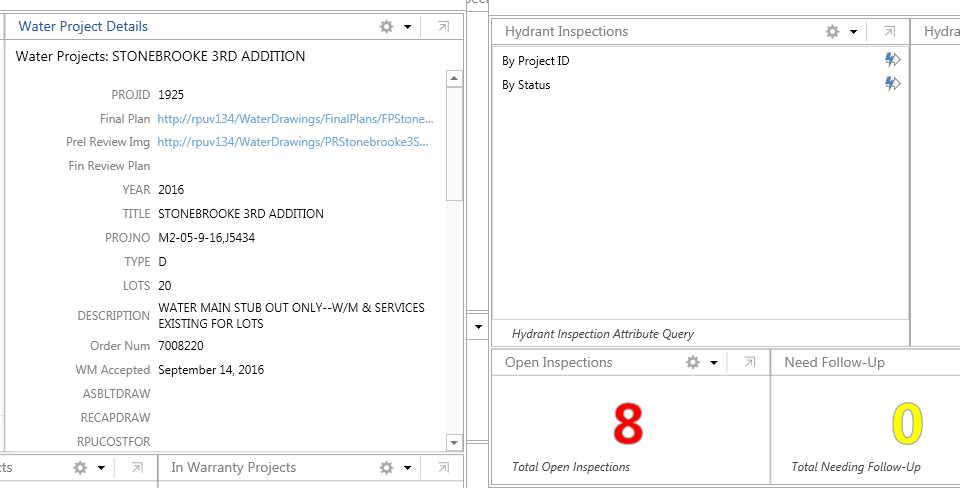 Water Project Details
Water Projects: STONEBROOKE 3RD ADDITION
PROJID 1925
Final Plan http://rpuv134/WaterDrawings/FinalPlans/FPStone...
Prel Review Img http://rpuv134/WaterDrawings/PRStonebrooke3S...
Fin Review Plan
YEAR 2016
TITLE STONEBROOKE 3RD ADDITION
PROJNO M2-05-9-16,J5434
TYPE D
LOTS 20
DESCRIPTION WATER MAIN STUB OUT ONLY--W/M & SERVICES
EXISTING FOR LOTS
Order Num 7008220
WM Accepted September 14, 2016
ASBLTDRAW
RECAPDRAW
RPUCOSTFOR
cts
In Warranty Projects
Hydrant Inspections
Hydra
By Project ID
By Status
Hydrant Inspection Attribute Query
Open Inspections
Need Follow-Up
8
0
Total Open Inspections
Total Needing Follow-Up